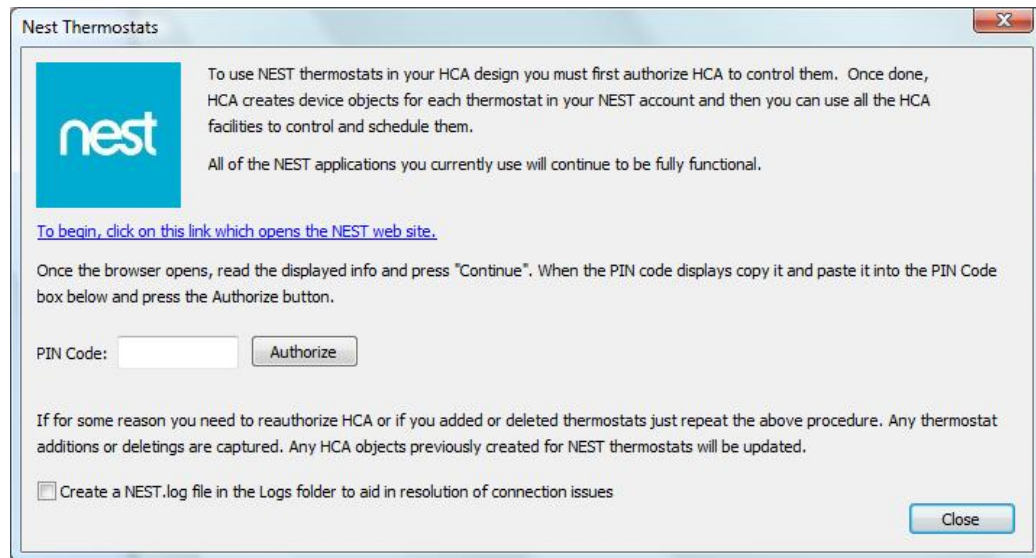 Nest Thermostats
To use NEST thermostats in your HCA design you must first authorize HCA to control them.  Once done,
HCA creates device objects for each thermostat in your NEST account and then you can use all the HCA
facilities to control and schedule them.
nest
All of the NEST applications you currently use will continue to be fully functional.
To begin, click on this link which opens the NEST web site.
Once the browser opens, read the displayed info and press "Continue". When the PIN code displays copy it and paste it into the PIN Code
box below and press the Authorize button.
PIN Code: Authorize
If for some reason you need to reauthorize HCA or if you added or deleted thermostats just repeat the above procedure. Any thermostat
additions or deletings are captured. Any HCA objects previously created for NEST thermostats will be updated.
Create a NEST.log file in the Logs folder to aid in resolution of connection issues
Close